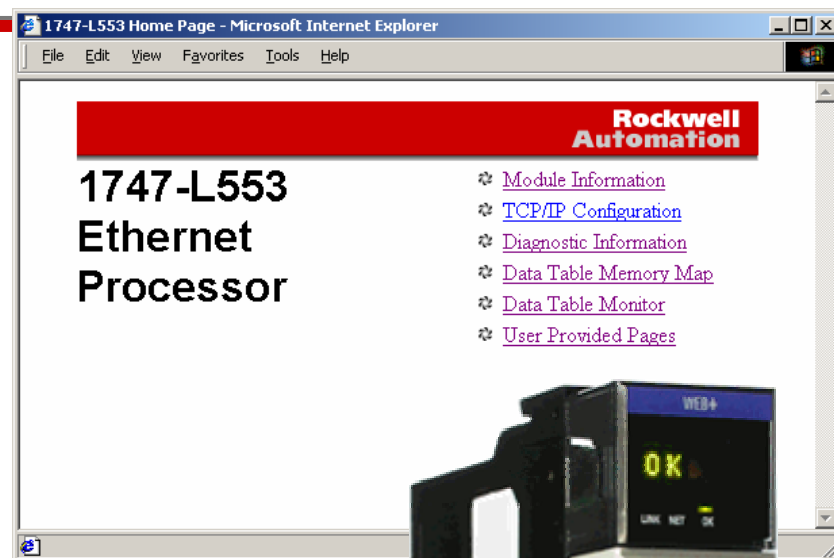 1747-L553 Home Page - Microsoft Internet Explorer
File Edit View Favorites Tools Help
Rockwell
Automation
1747-L553
Ethernet
Processor
Module Information
TCP/IP Configuration
Diagnostic Information
Data Table Memory Map
Data Table Monitor
User Provided Pages
WEB+
OK
LINK NET OK